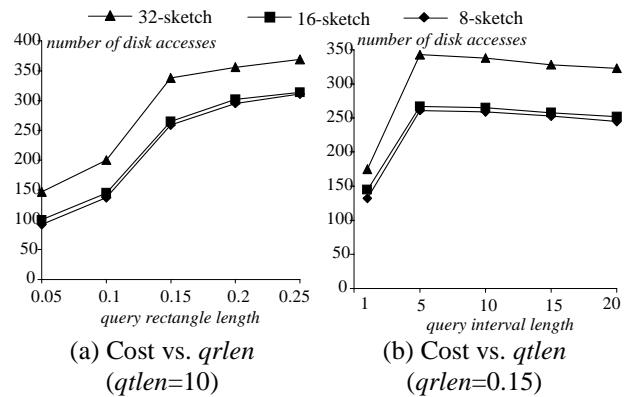 32-sketch 16-sketch 8-sketch
number of disk accesses
400
350
300
250
200
150
100
50
0
0.05 0.1 0.15 0.2 0.25
query rectangle length
(a) Cost vs. qrlen
(qtlen=10)
number of disk accesses
350
300
250
200
150
100
50
0
1 5 10 15 20
query interval length
(b) Cost vs. qtlen
(qrlen=0.15)